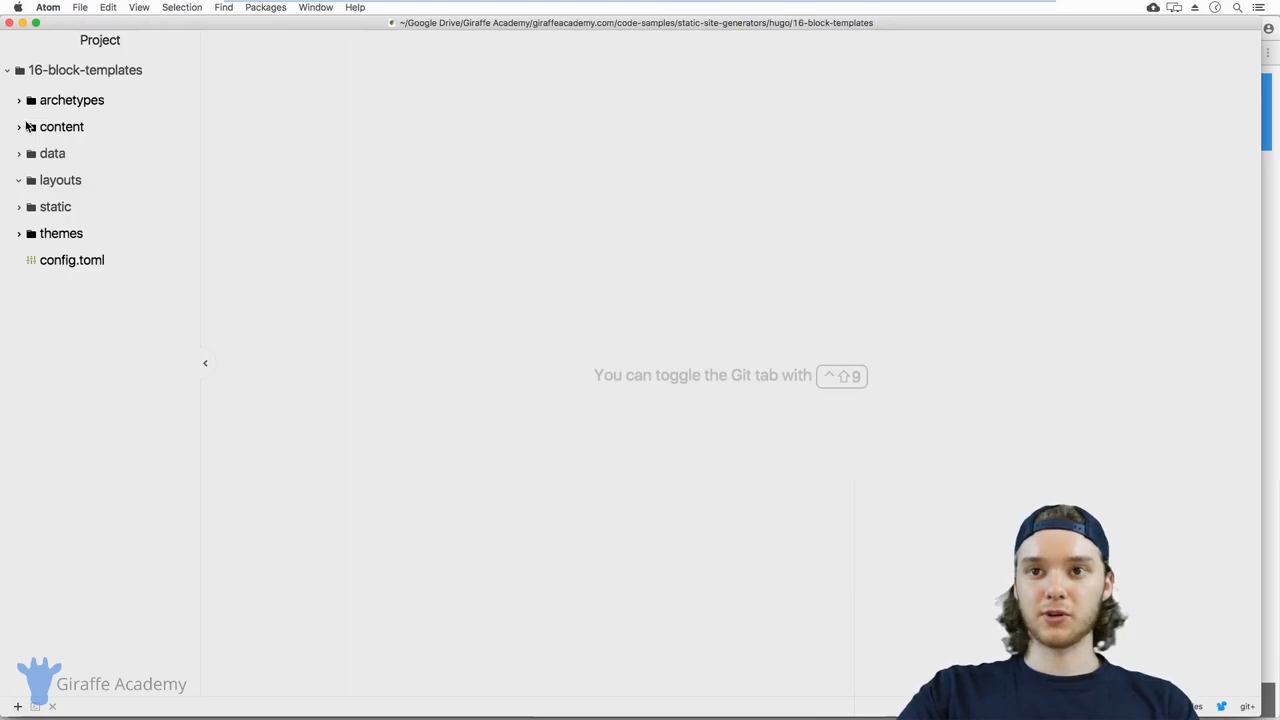 Atom File Edit View Selection Find Packages Window Help
~/Google Drive/Giraffe Academy/giraffeacademy.com/code-samples/static-site-generators/hugo/16-block-templates
Project
16-block-templates
archetypes
content
data
layouts
static
themes
config.toml
You can toggle the Git tab with ^⇧9
Giraffe Academy
git+